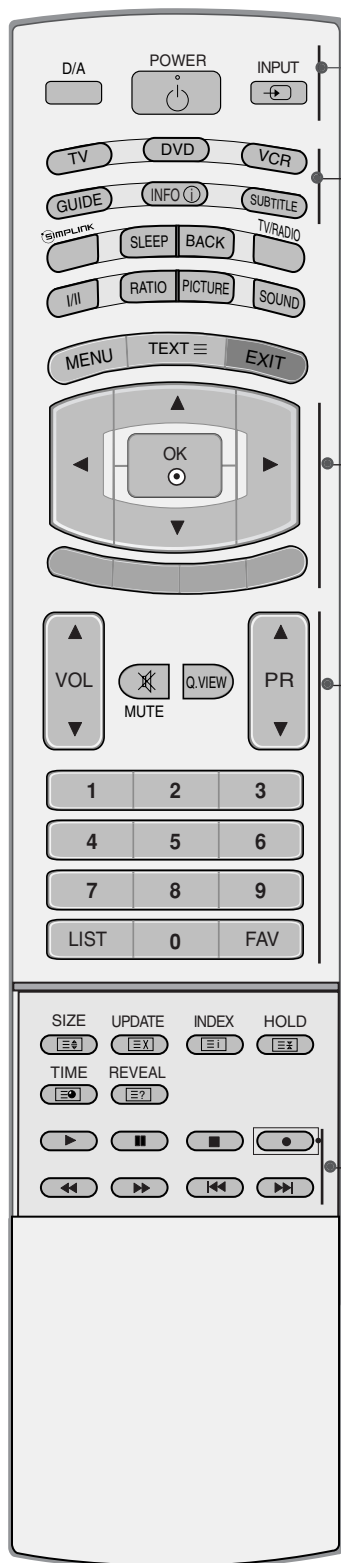 D/A POWER INPUT
TV DVD VCR
GUIDE INFO i SUBTITLE
SIMPLINK SLEEP BACK TV/RADIO
I/II RATIO PICTURE SOUND
MENU TEXT EXIT
OK
VOL Q.VIEW PR
MUTE
1 2 3
4 5 6
7 8 9
LIST 0 FAV
SIZE UPDATE INDEX HOLD
X i
TIME REVEAL
?